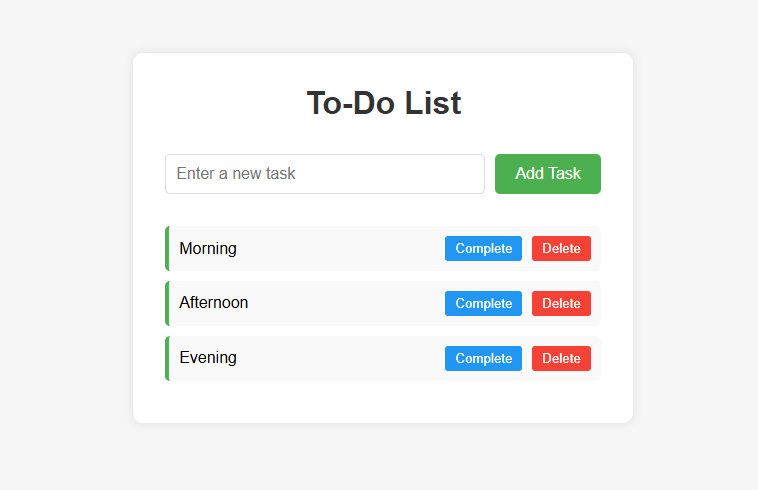 To-Do List
Enter a new task Add Task
Morning Complete Delete
Afternoon Complete Delete
Evening Complete Delete